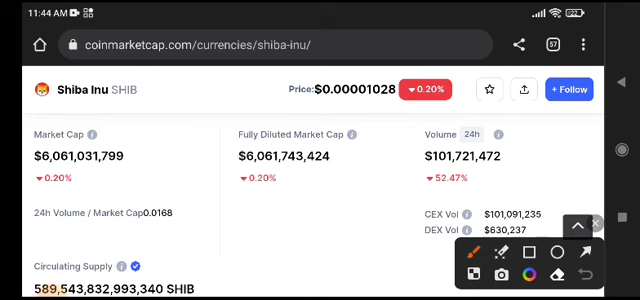 11:44 AM
22
coinmarketcap.com/currencies/shiba-inu/
57
Shiba Inu SHIB
Price:$0.00001028 ▼0.20%
+ Follow
Market Cap
Fully Diluted Market Cap
Volume 24h
$6,061,031,799
$6,061,743,424
$101,721,472
▼0.20%
▼0.20%
▼52.47%
24h Volume / Market Cap0.0168
CEX Vol $101,091,235
DEX Vol $630,237
Circulating Supply
589,543,832,993,340 SHIB